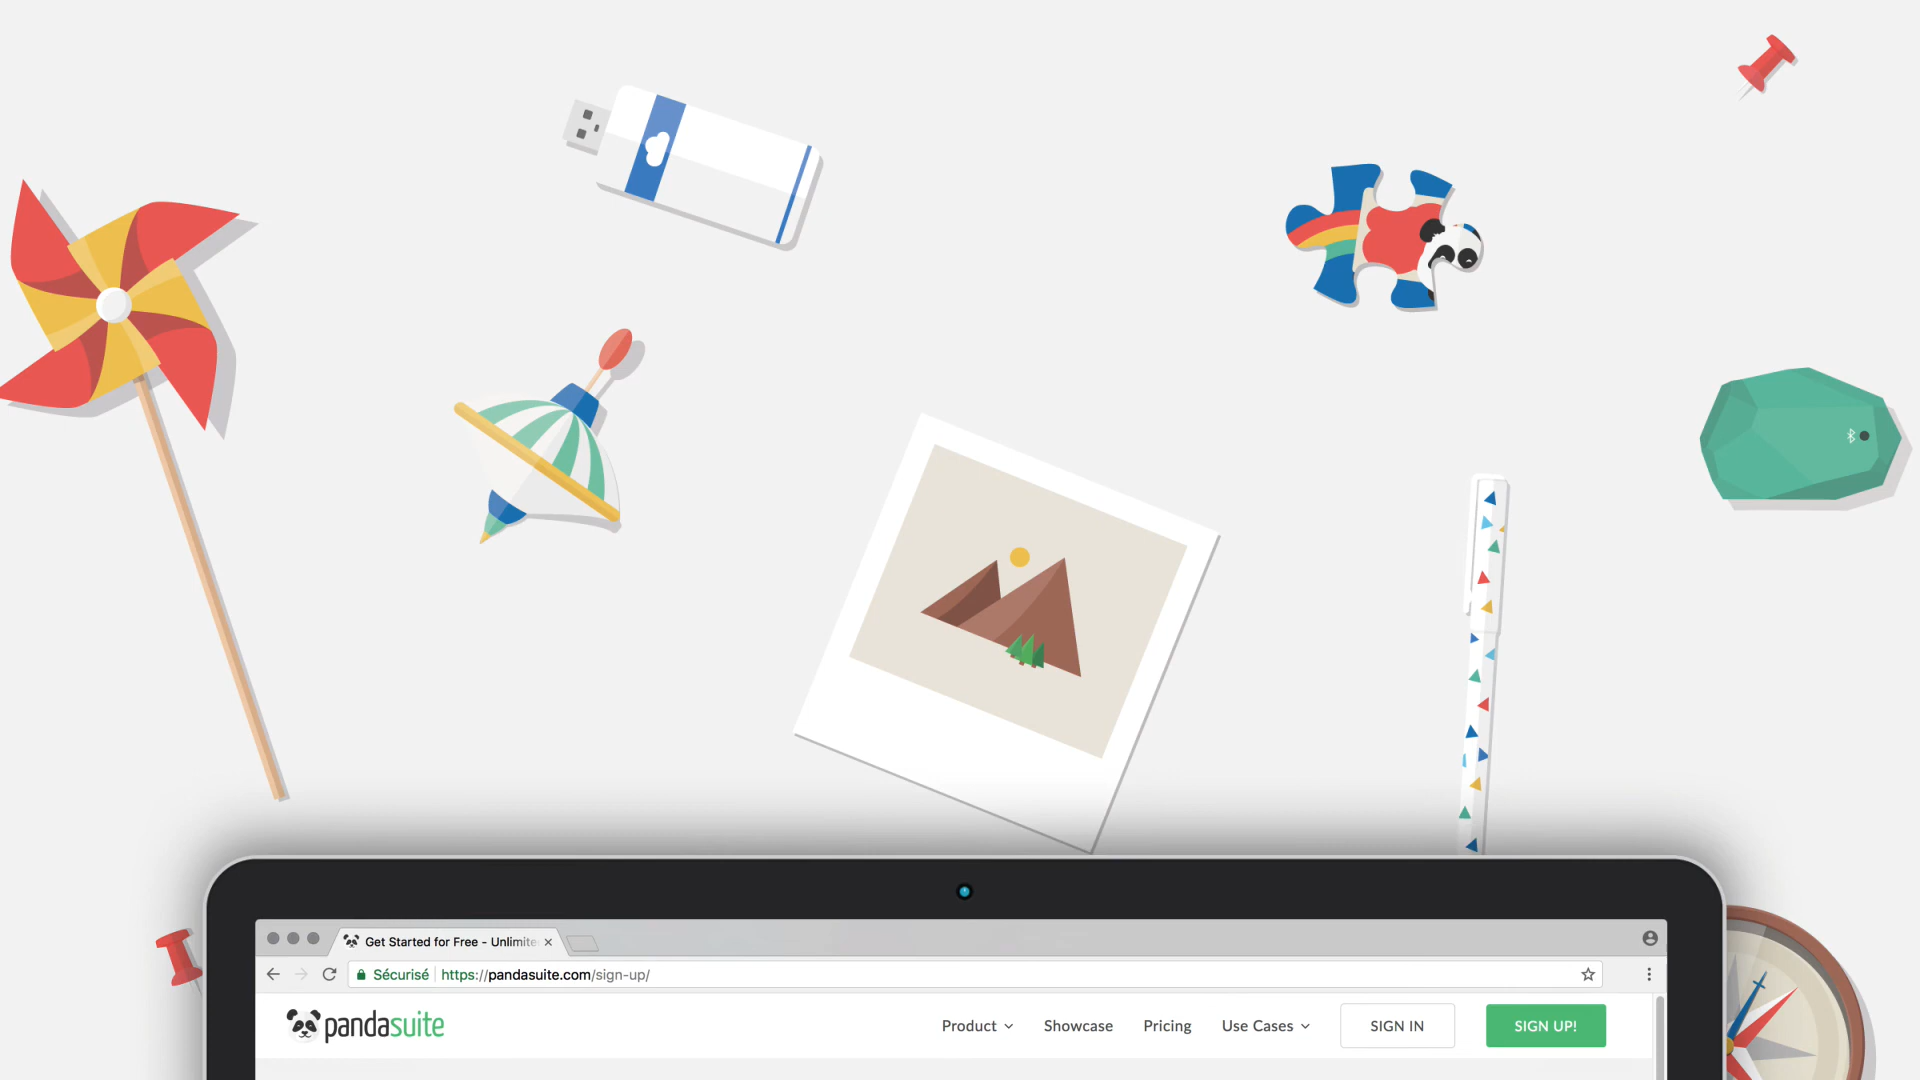 Get Started for Free - Unlimite
Sécurisé https://pandasuite.com/sign-up/
pandasuite
Product Showcase Pricing Use Cases SIGN IN SIGN UP!